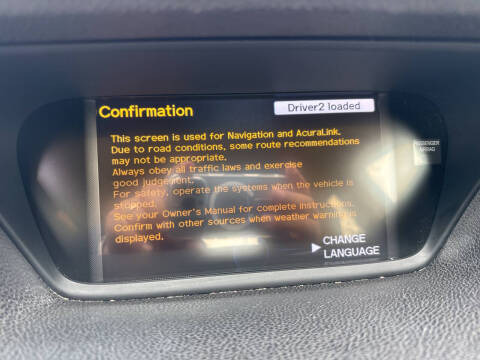 Confirmation
Driver2 loaded
This screen is used for Navigation and AcuraLink.
Due to road conditions, some route recommendations
may not be appropriate.
Always obey all traffic laws and exercise
good judgement.
For safety, operate the systems when the vehicle is
stopped.
See your Owner's Manual for complete instructions.
Confirm with other sources when weather warning is
displayed.
CHANGE
LANGUAGE
PASSENGER
AIRBAG